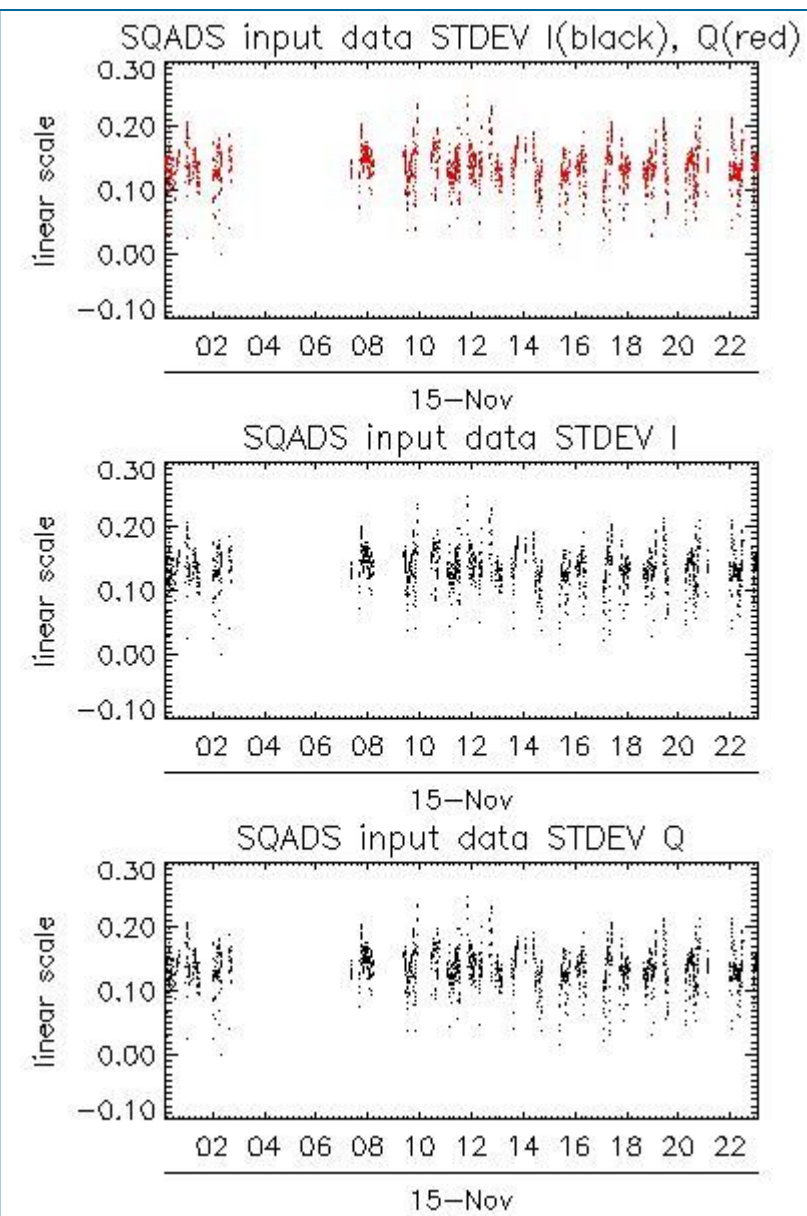 SQADS input data STDEV I(black), Q(red)
0.30
0.20
0.10
0.00
−0.10
linear scale
02 04 06 08 10 12 14 16 18 20 22
15−Nov
SQADS input data STDEV I
0.30
0.20
0.10
0.00
−0.10
linear scale
02 04 06 08 10 12 14 16 18 20 22
15−Nov
SQADS input data STDEV Q
0.30
0.20
0.10
0.00
−0.10
linear scale
02 04 06 08 10 12 14 16 18 20 22
15−Nov